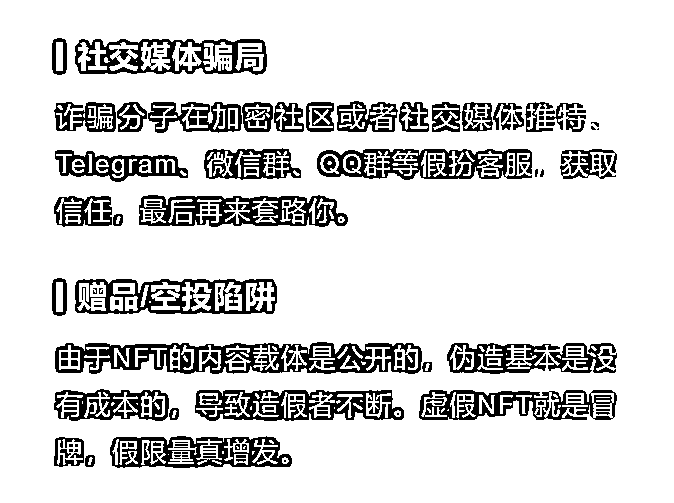 社交媒体骗局
诈骗分子在加密社区或者社交媒体推特、
Telegram、微信群、QQ群等假扮客服,,获取
信任，最后再来套路你。
赠品/空投陷阱
由于NFT的内容载体是公开的，伪造基本是没
有成本的，导致造假者不断。虚假NFT就是冒
牌，假限量真增发。